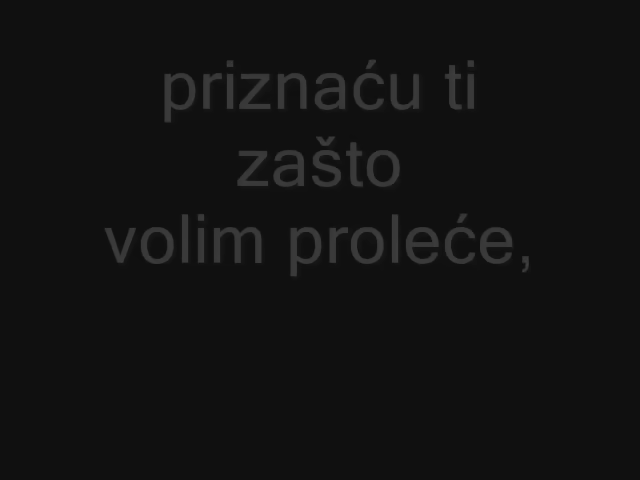 priznaću ti
zašto
volim proleće,